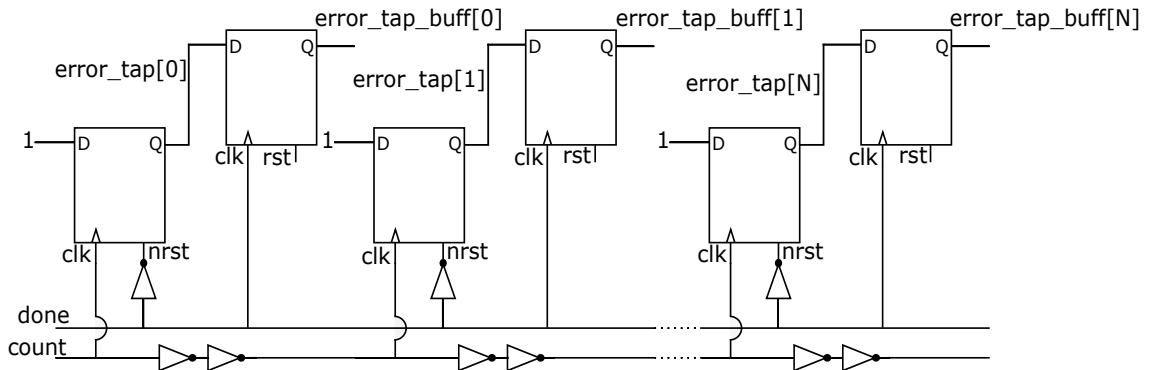 error_tap_buff[0] error_tap_buff[1] error_tap_buff[N]
D Q D Q D Q
error_tap[0] error_tap[1] error_tap[N]
1 D Q clk rst 1 D Q clk rst 1 D Q clk rst
clk nrst clk nrst clk nrst
done
count